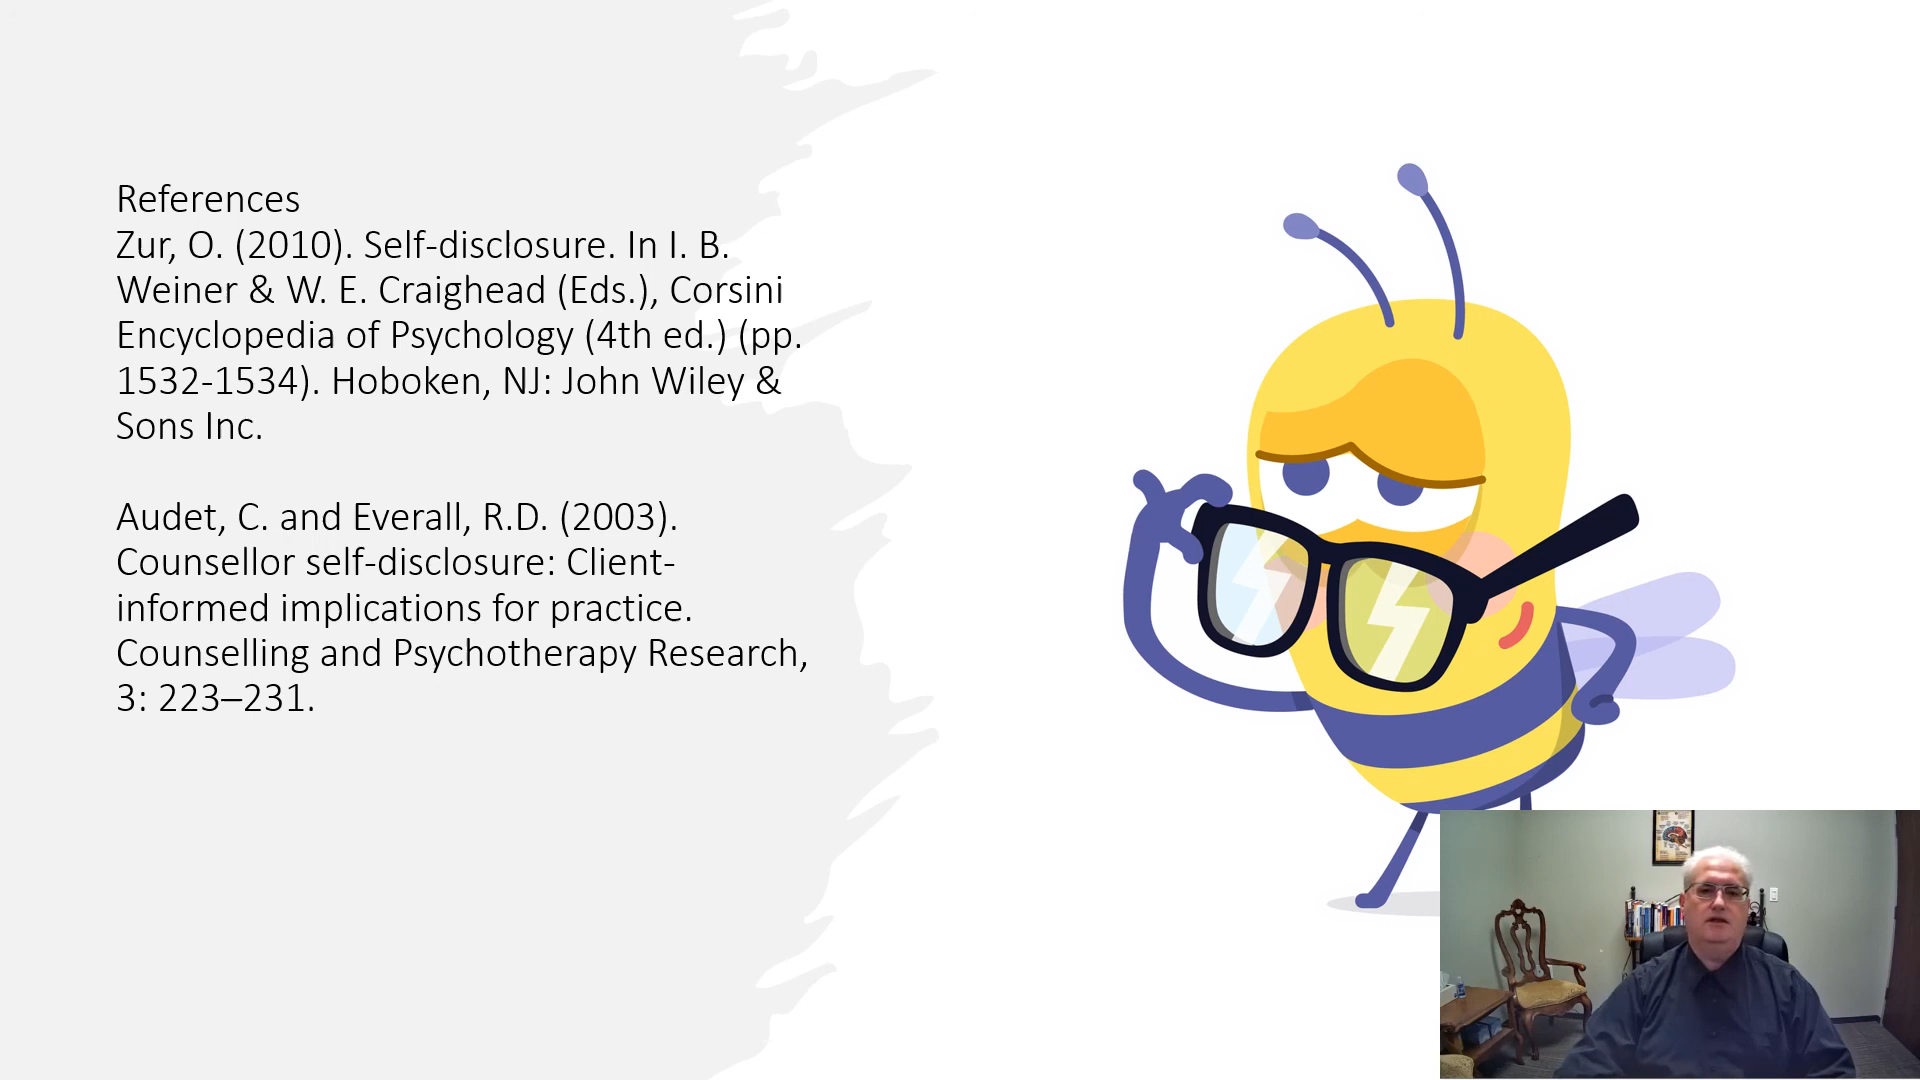 References
Zur, O. (2010). Self-disclosure. In I. B.
Weiner & W. E. Craighead (Eds.), Corsini
Encyclopedia of Psychology (4th ed.) (pp.
1532-1534). Hoboken, NJ: John Wiley &
Sons Inc.
Audet, C. and Everall, R.D. (2003).
Counsellor self-disclosure: Client-
informed implications for practice.
Counselling and Psychotherapy Research,
3: 223–231.